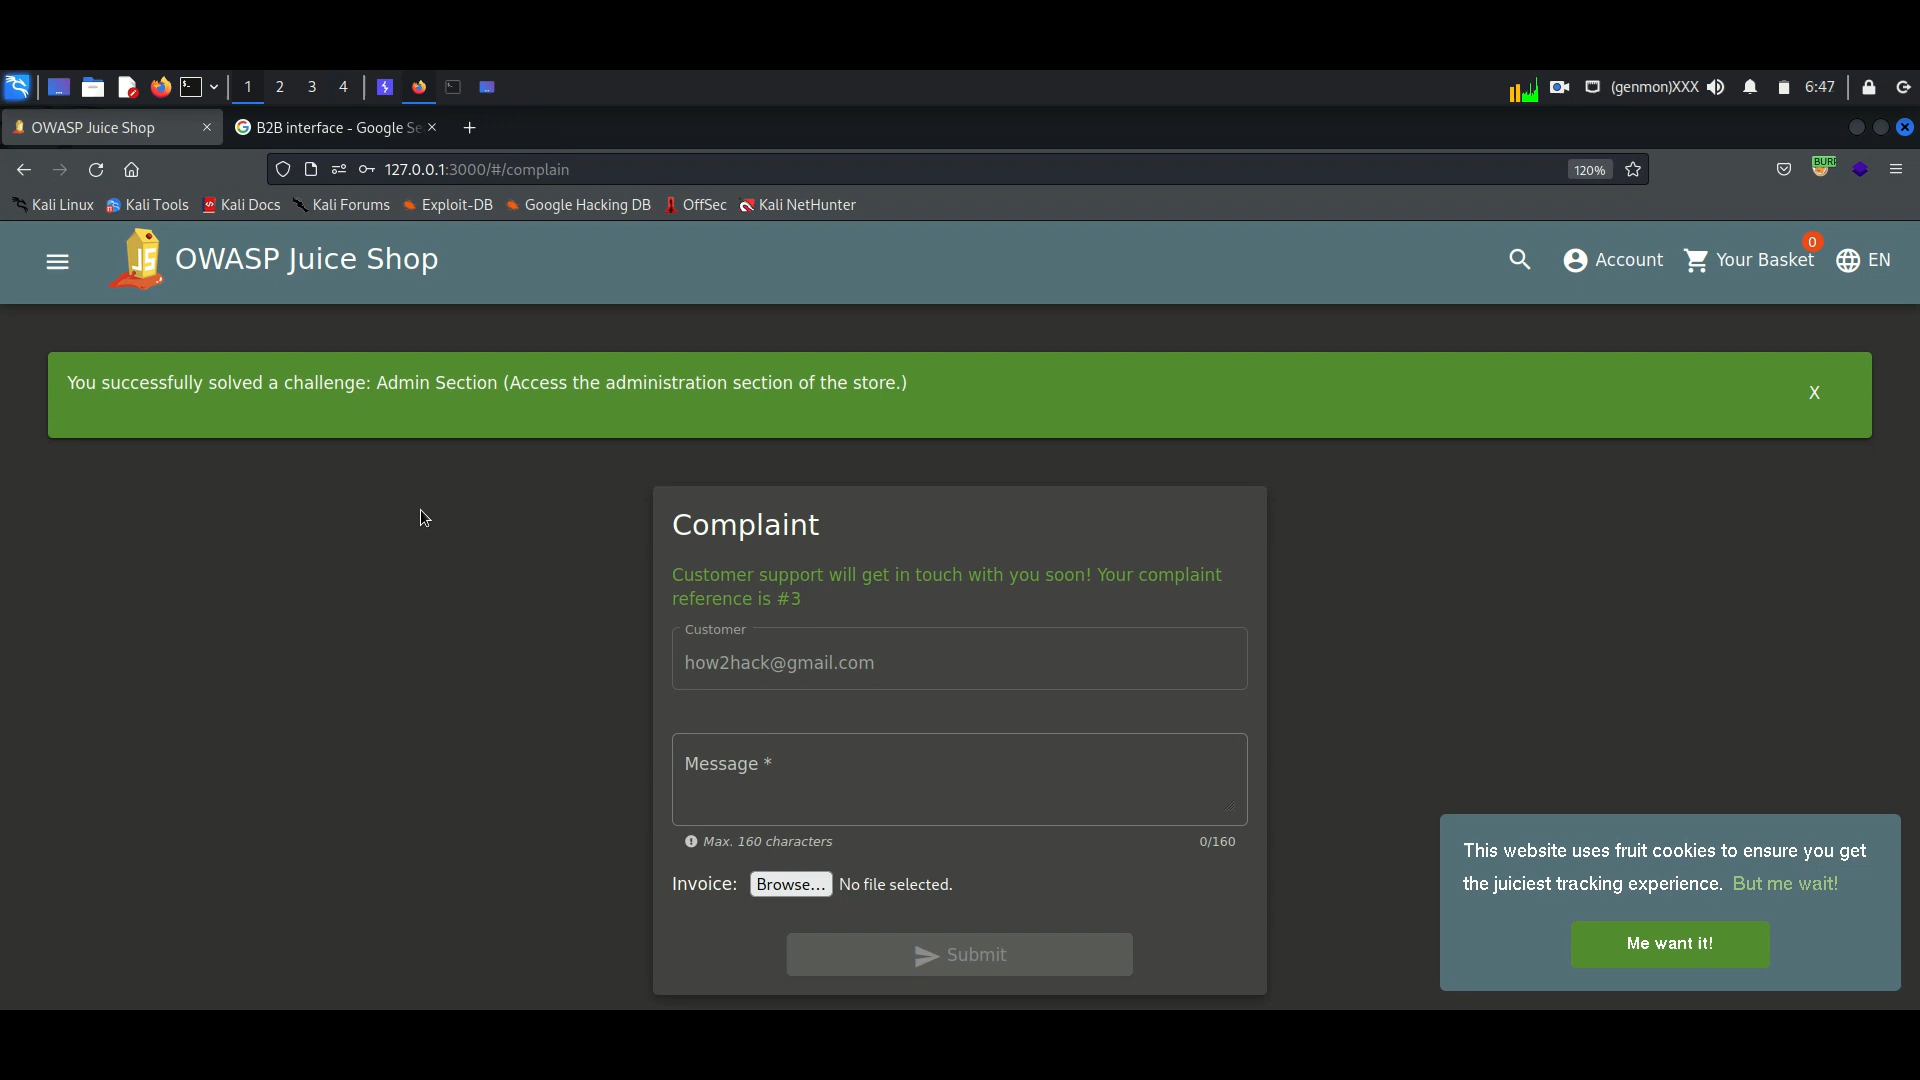 1 2 3 4 (genmon)XXX 6:47
OWASP Juice Shop B2B interface - Google Se
127.0.0.1:3000/#/complain 120% BUR
Kali Linux Kali Tools Kali Docs Kali Forums Exploit-DB Google Hacking DB OffSec Kali NetHunter
OWASP Juice Shop Account Your Basket 0 EN
You successfully solved a challenge: Admin Section (Access the administration section of the store.) X
Complaint
Customer support will get in touch with you soon! Your complaint
reference is #3
Customer
how2hack@gmail.com
Message *
Max. 160 characters 0/160
Invoice: Browse... No file selected.
Submit
This website uses fruit cookies to ensure you get
the juiciest tracking experience. But me wait!
Me want it!